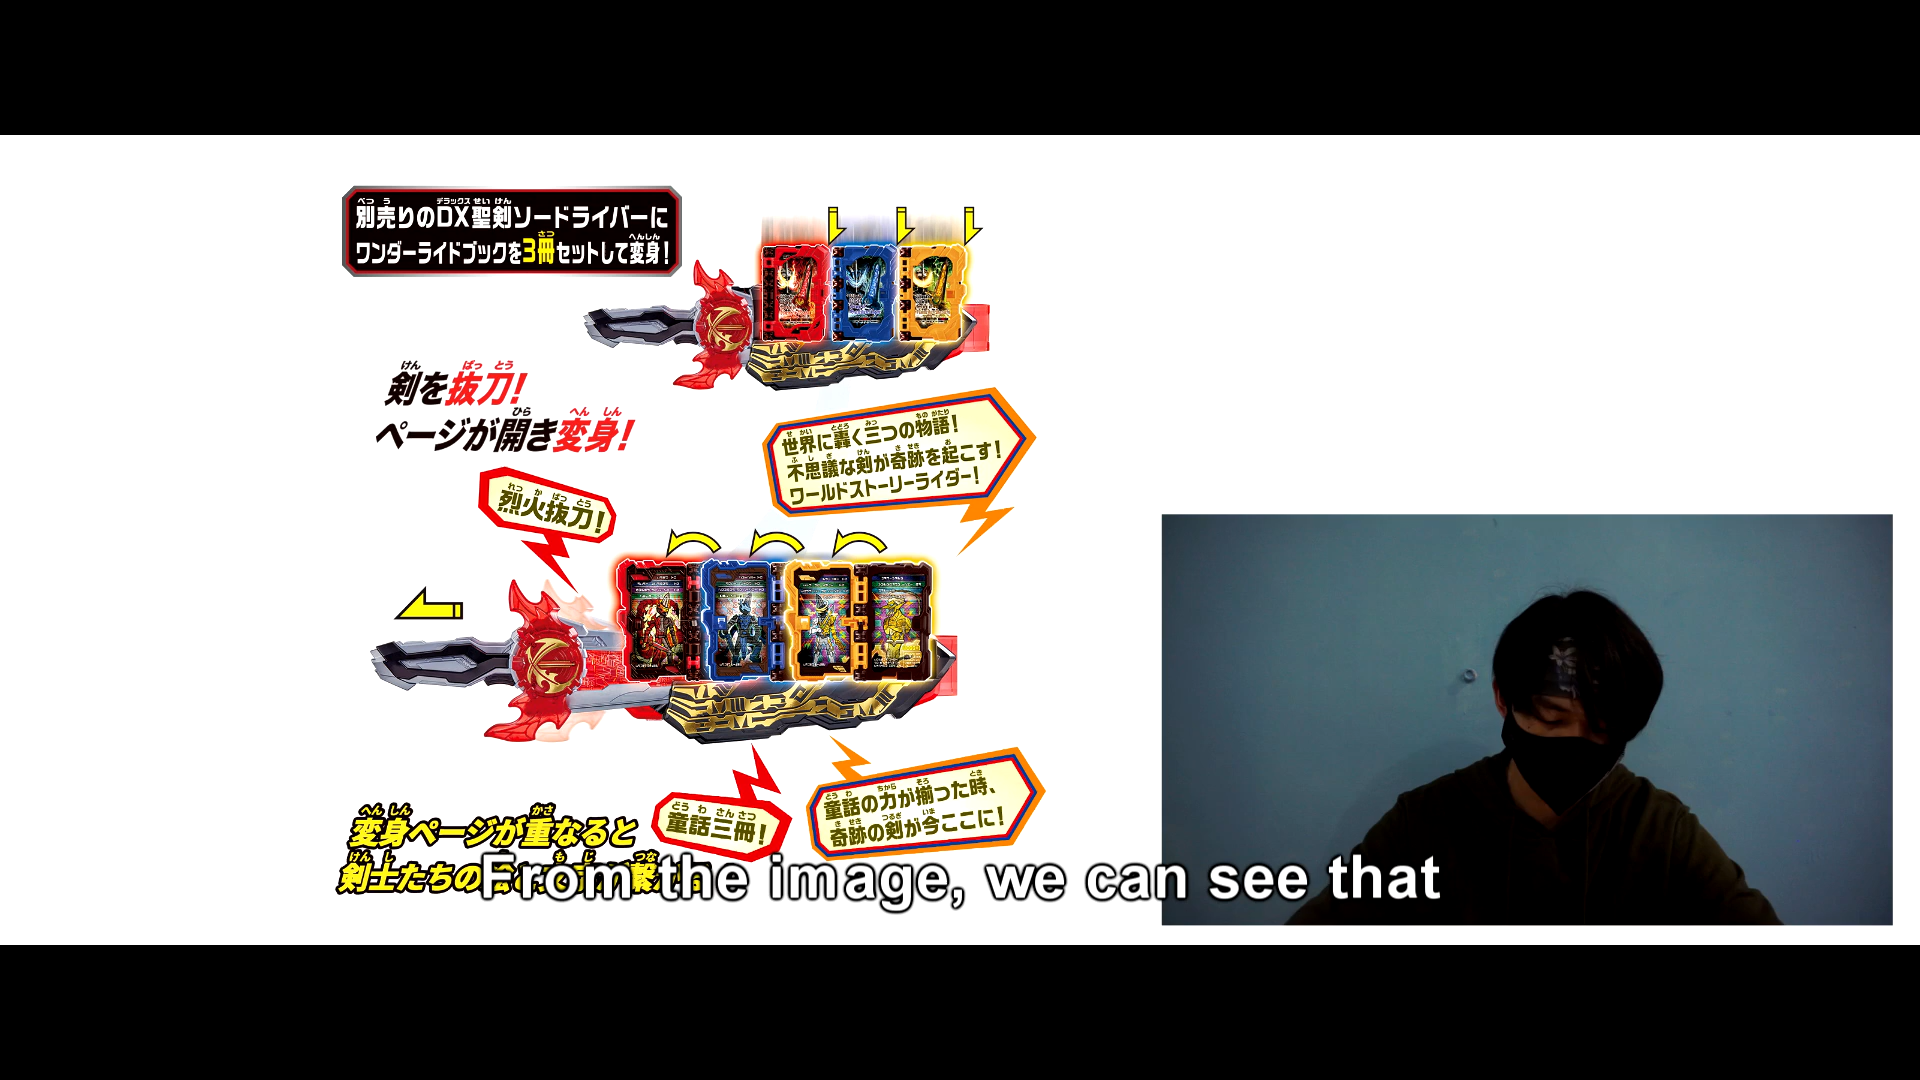 別売りのDX聖剣ソードライバーに
ワンダーライドブックを3冊セットして変身!
剣を抜刀!
ページが開き変身!
世界に轟く三つの物語!
不思議な剣が奇跡を起こす!
ワールドストーリーライダー!
烈火抜刀!
童話三冊!
童話の力が揃った時、
奇跡の剣が今ここに!
変身ページが重なると
剣士たちの
From the image, we can see that